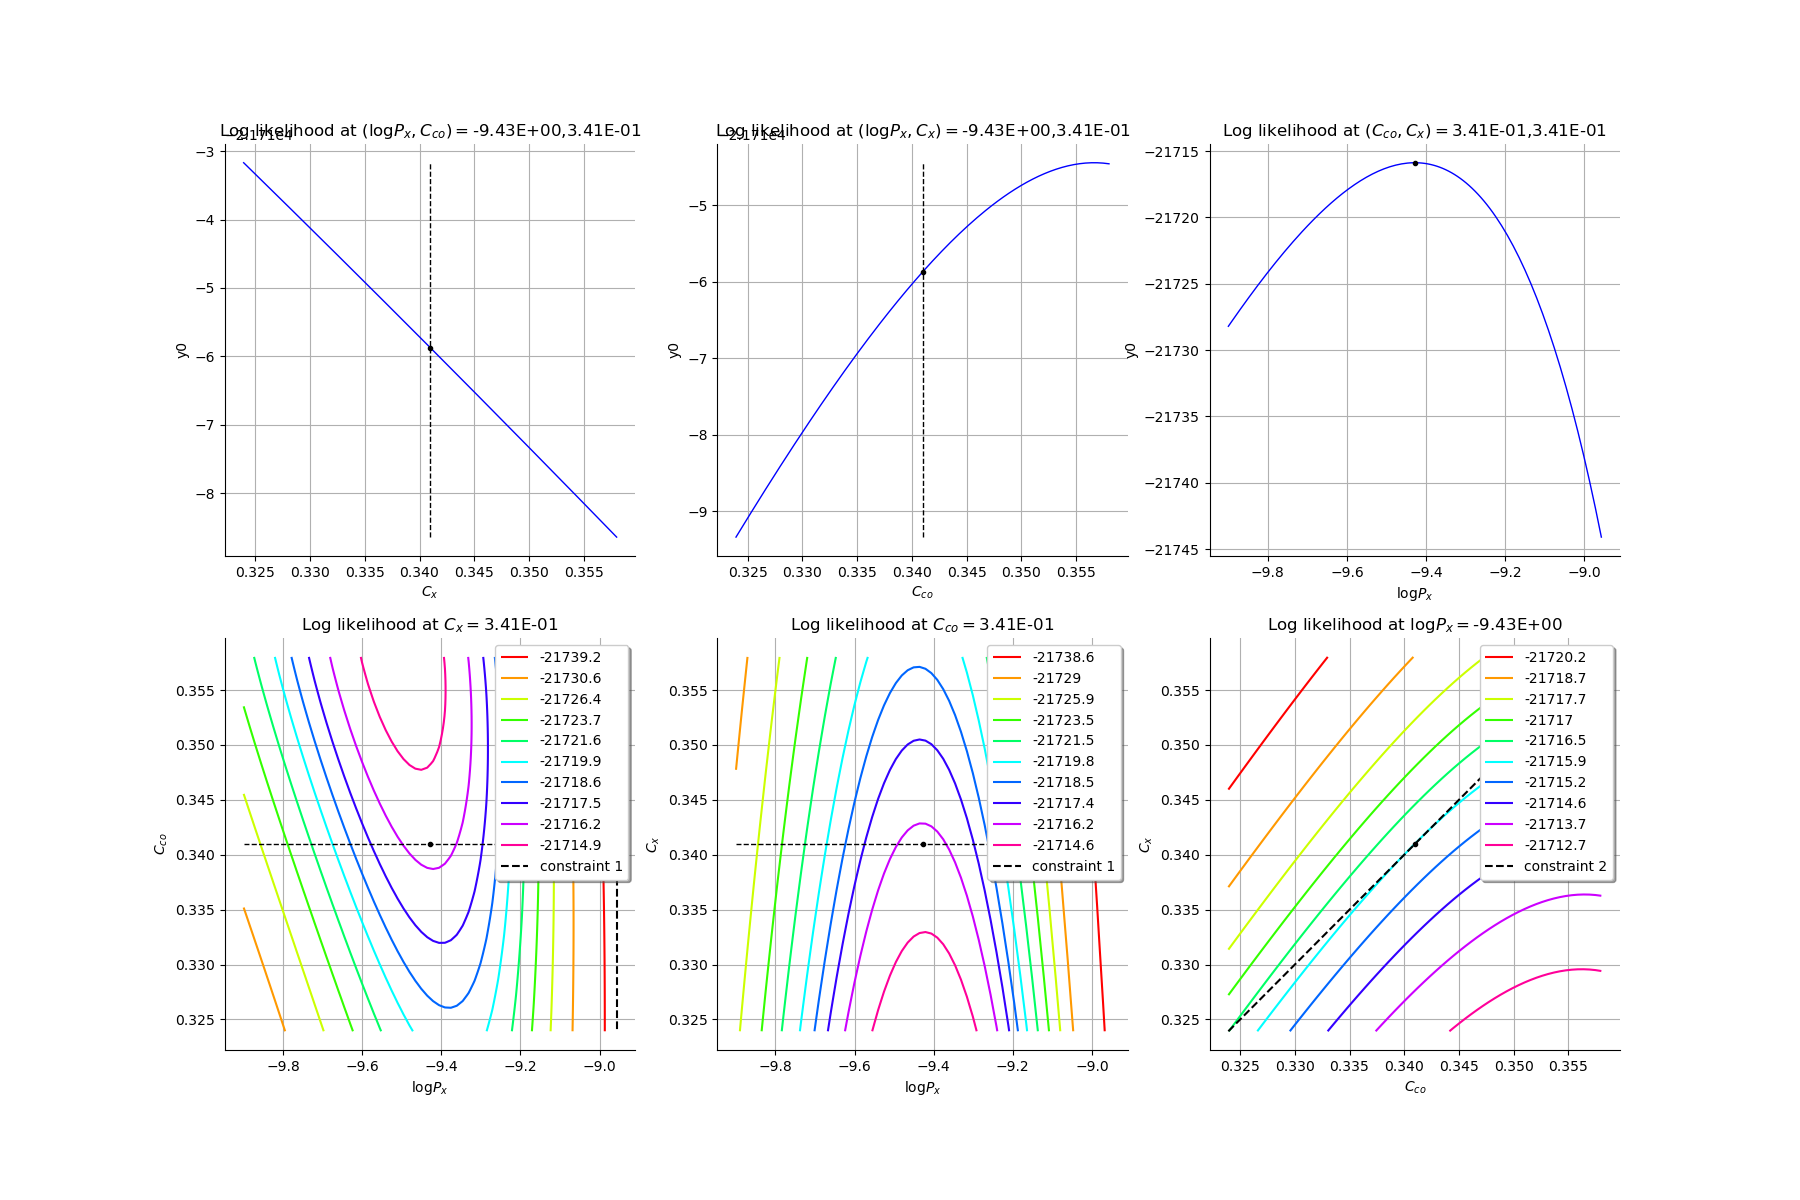 Log likelihood at (logPₓ, C_co) = -9.43E+00,3.41E-01
−2.171e4
−3
−4
−5
−6
−7
−8
y0
0.325 0.330 0.335 0.340 0.345 0.350 0.355
Cₓ
Log likelihood at (logPₓ, Cₓ) = -9.43E+00,3.41E-01
−2.171e4
−5
−6
−7
−8
−9
y0
0.325 0.330 0.335 0.340 0.345 0.350 0.355
C_co
Log likelihood at (C_co, Cₓ) = 3.41E-01,3.41E-01
−21715
−21720
−21725
−21730
−21735
−21740
−21745
y0
−9.8 −9.6 −9.4 −9.2 −9.0
logPₓ
Log likelihood at Cₓ = 3.41E-01
0.355
0.350
0.345
0.340
0.335
0.330
0.325
C_co
−9.8 −9.6 −9.4 −9.2 −9.0
logPₓ
-21739.2
-21730.6
-21726.4
-21723.7
-21721.6
-21719.9
-21718.6
-21717.5
-21716.2
-21714.9
constraint 1
Log likelihood at C_co = 3.41E-01
0.355
0.350
0.345
0.340
0.335
0.330
0.325
Cₓ
−9.8 −9.6 −9.4 −9.2 −9.0
logPₓ
-21738.6
-21729
-21725.9
-21723.5
-21721.5
-21719.8
-21718.5
-21717.4
-21716.2
-21714.6
constraint 1
Log likelihood at logPₓ = -9.43E+00
0.355
0.350
0.345
0.340
0.335
0.330
0.325
Cₓ
0.325 0.330 0.335 0.340 0.345 0.350 0.355
C_co
-21720.2
-21718.7
-21717.7
-21717
-21716.5
-21715.9
-21715.2
-21714.6
-21713.7
-21712.7
constraint 2